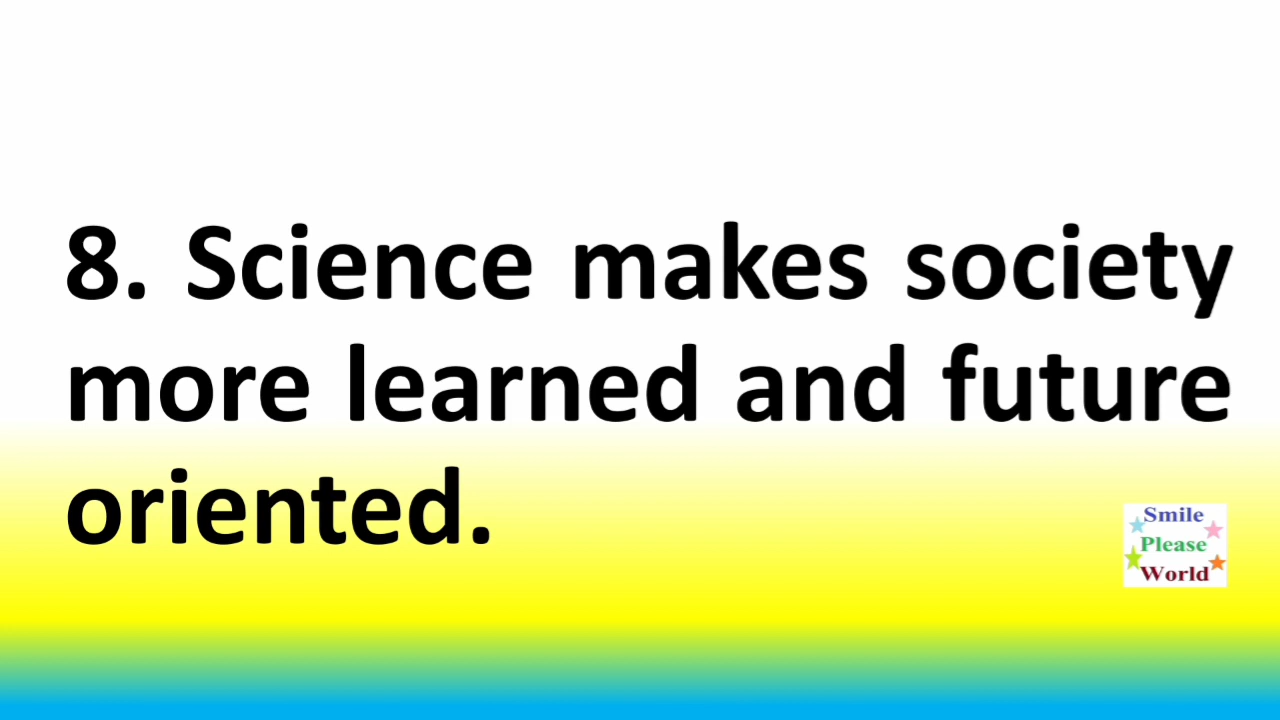 8. Science makes society
more learned and future
oriented.
Smile
Please
World